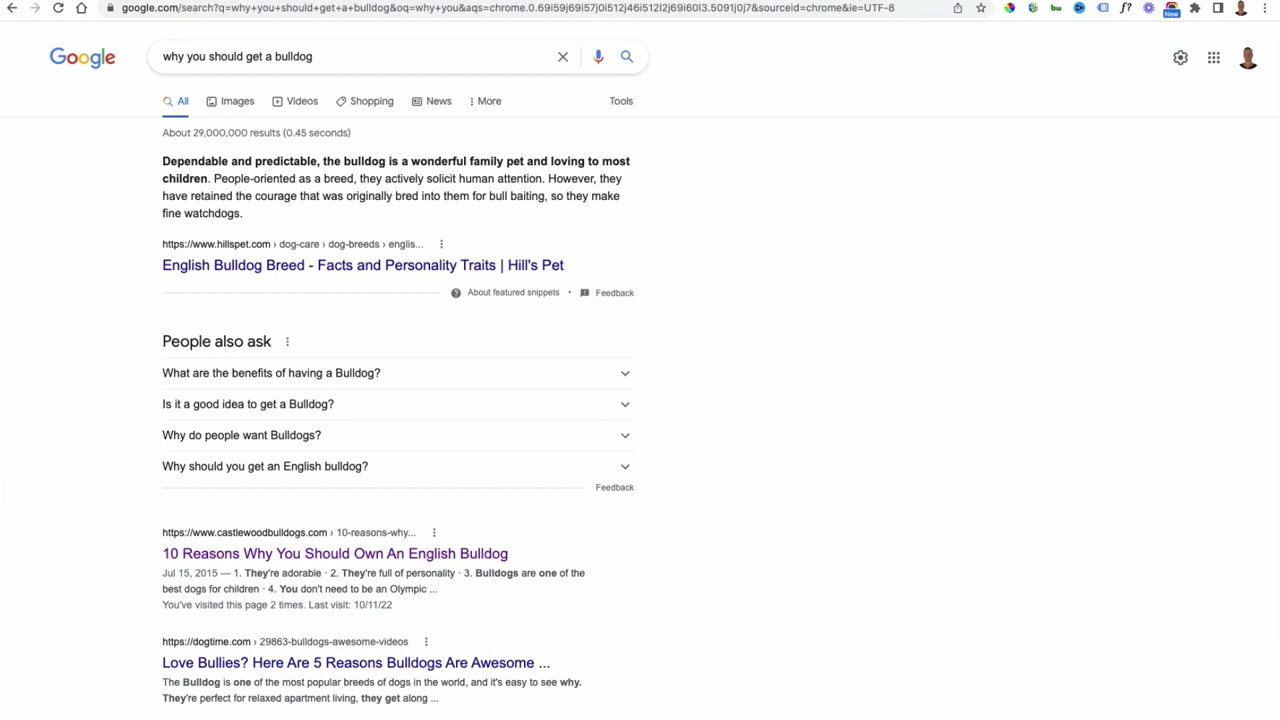 google.com/search?q=why+you+should+get+a+bulldog&oq=why+you&aqs=chrome.0.69i59j69i57j0i512j46i512l2j69i60l3.5091j0j7&sourceid=chrome&ie=UTF-8
New
Google
why you should get a bulldog
All Images Videos Shopping News More Tools
About 29,000,000 results (0.45 seconds)
Dependable and predictable, the bulldog is a wonderful family pet and loving to most
children. People-oriented as a breed, they actively solicit human attention. However, they
have retained the courage that was originally bred into them for bull baiting, so they make
fine watchdogs.
https://www.hillspet.com › dog-care › dog-breeds › englis...
English Bulldog Breed - Facts and Personality Traits | Hill's Pet
About featured snippets • Feedback
People also ask
What are the benefits of having a Bulldog?
Is it a good idea to get a Bulldog?
Why do people want Bulldogs?
Why should you get an English bulldog?
Feedback
https://www.castlewoodbulldogs.com › 10-reasons-why...
10 Reasons Why You Should Own An English Bulldog
Jul 15, 2015 — 1. They're adorable · 2. They're full of personality · 3. Bulldogs are one of the
best dogs for children · 4. You don't need to be an Olympic ...
You've visited this page 2 times. Last visit: 10/11/22
https://dogtime.com › 29863-bulldogs-awesome-videos
Love Bullies? Here Are 5 Reasons Bulldogs Are Awesome ...
The Bulldog is one of the most popular breeds of dogs in the world, and it's easy to see why.
They're perfect for relaxed apartment living, they get along ...